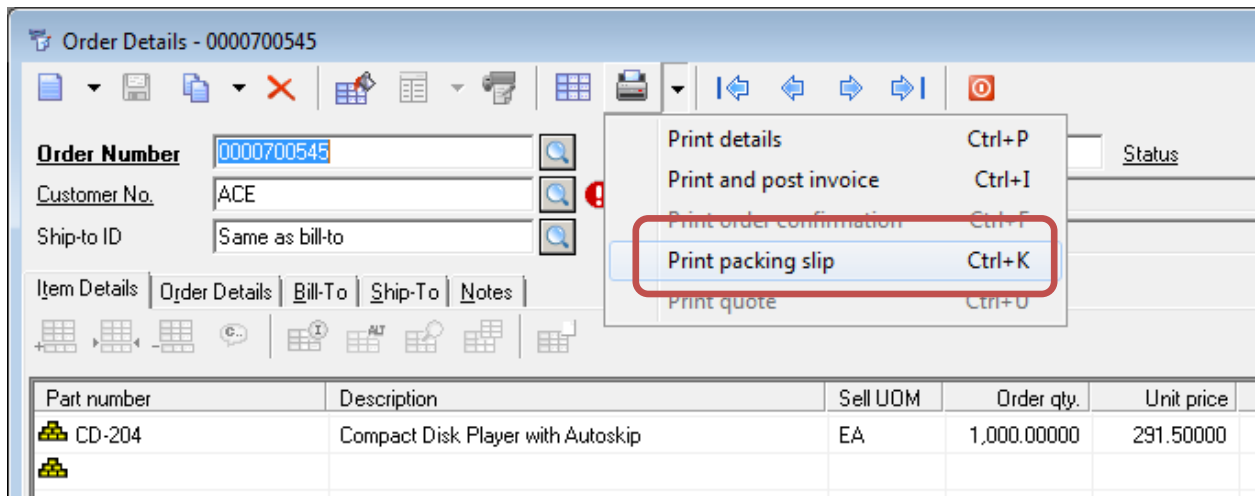 Order Details - 0000700545
Order Number 0000700545 Status
Customer No. ACE
Ship-to ID Same as bill-to
Print details Ctrl+P
Print and post invoice Ctrl+I
Print order confirmation Ctrl+F
Print packing slip Ctrl+K
Print quote Ctrl+U
Item Details Order Details Bill-To Ship-To Notes
C.. I ALT
Part number Description Sell UOM Order qty. Unit price
CD-204 Compact Disk Player with Autoskip EA 1,000.00000 291.50000